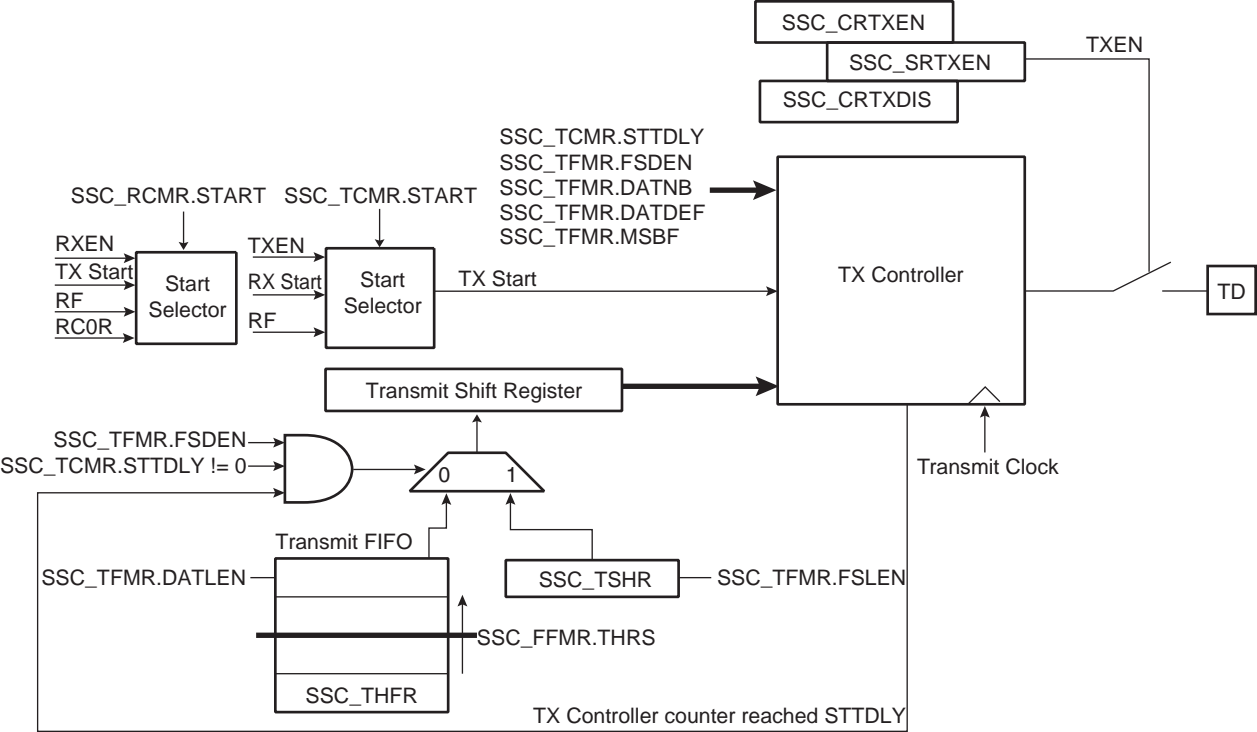 SSC_CRTXEN
SSC_SRTXEN
SSC_CRTXDIS
TXEN
SSC_TCMR.STTDLY
SSC_TFMR.FSDEN
SSC_TFMR.DATNB
SSC_TFMR.DATDEF
SSC_TFMR.MSBF
SSC_RCMR.START
SSC_TCMR.START
RXEN
TX Start
RF
RC0R
Start
Selector
TXEN
RX Start
RF
Start
Selector
TX Start
TX Controller
TD
Transmit Shift Register
Transmit Clock
SSC_TFMR.FSDEN
SSC_TCMR.STTDLY != 0
0
1
Transmit FIFO
SSC_TFMR.DATLEN
SSC_TSHR
SSC_TFMR.FSLEN
SSC_FFMR.THRS
SSC_THFR
TX Controller counter reached STTDLY